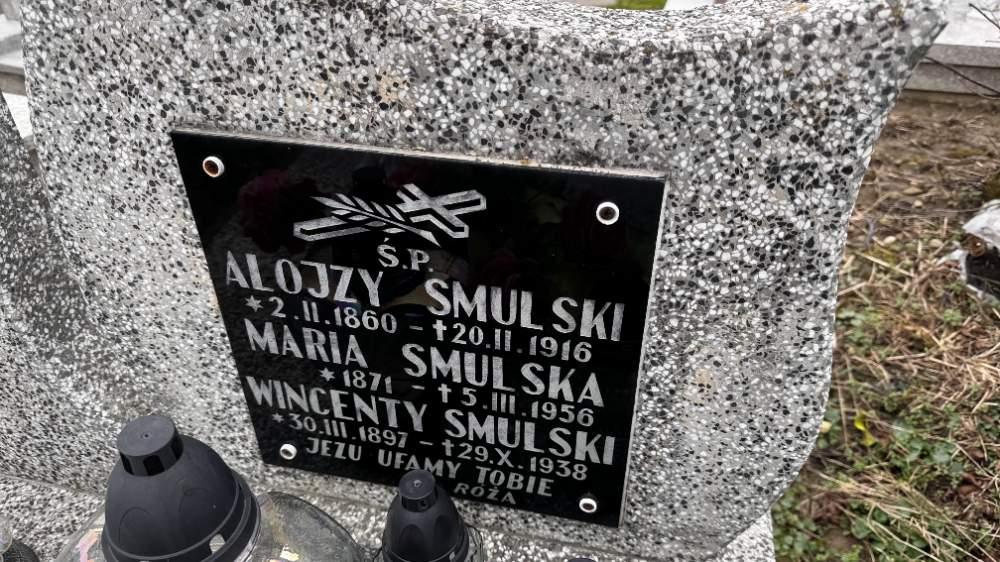 Ś.P.
ALOJZY SMULSKI
*2.II.1860 – †20.II.1916
MARIA SMULSKA
*1871 – †5.III.1956
WINCENTY SMULSKI
*30.III.1897 – †29.X.1938
JEZU UFAMY TOBIE
RÓŻA